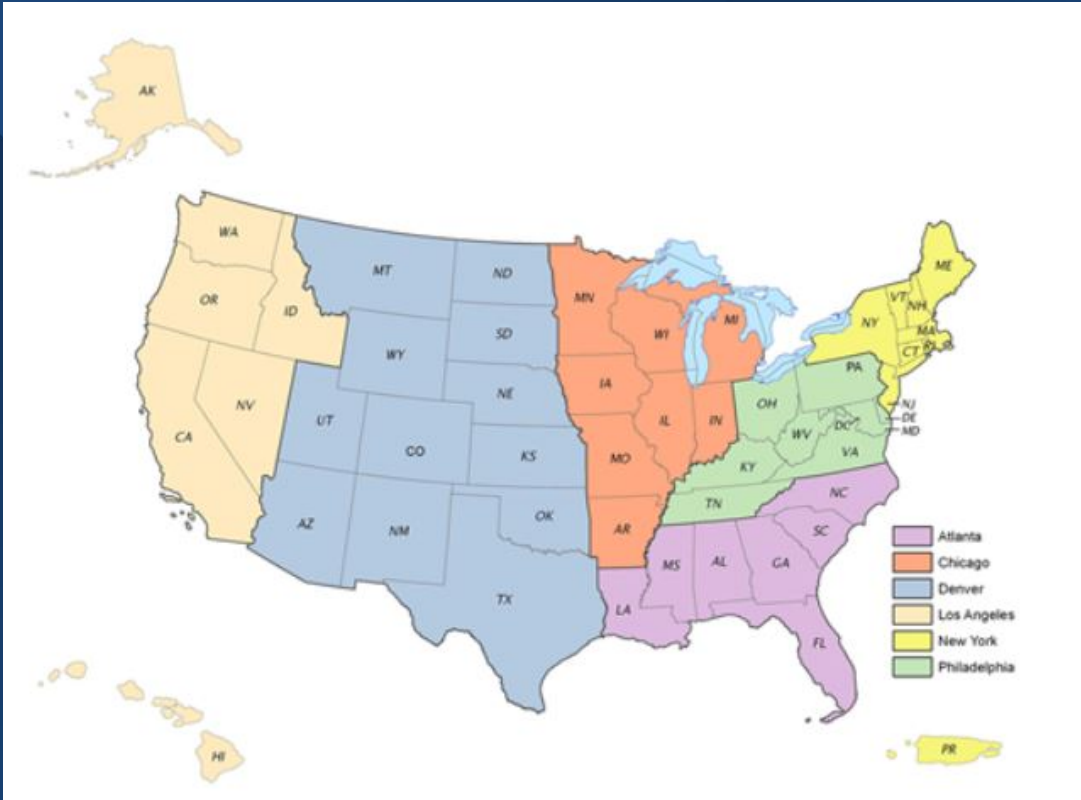 AK
WA
MT
ND
MN
ME
OR
ID
SD
WI
MI
NY
VT
NH
MA
CT
RI
WY
NE
IA
PA
NV
UT
CO
KS
IL
IN
OH
NJ
DE
MD
CA
MO
WV
DC
VA
KY
AZ
NM
OK
AR
TN
NC
SC
TX
LA
MS
AL
GA
FL
Atlanta
Chicago
Denver
Los Angeles
New York
Philadelphia
HI
PR